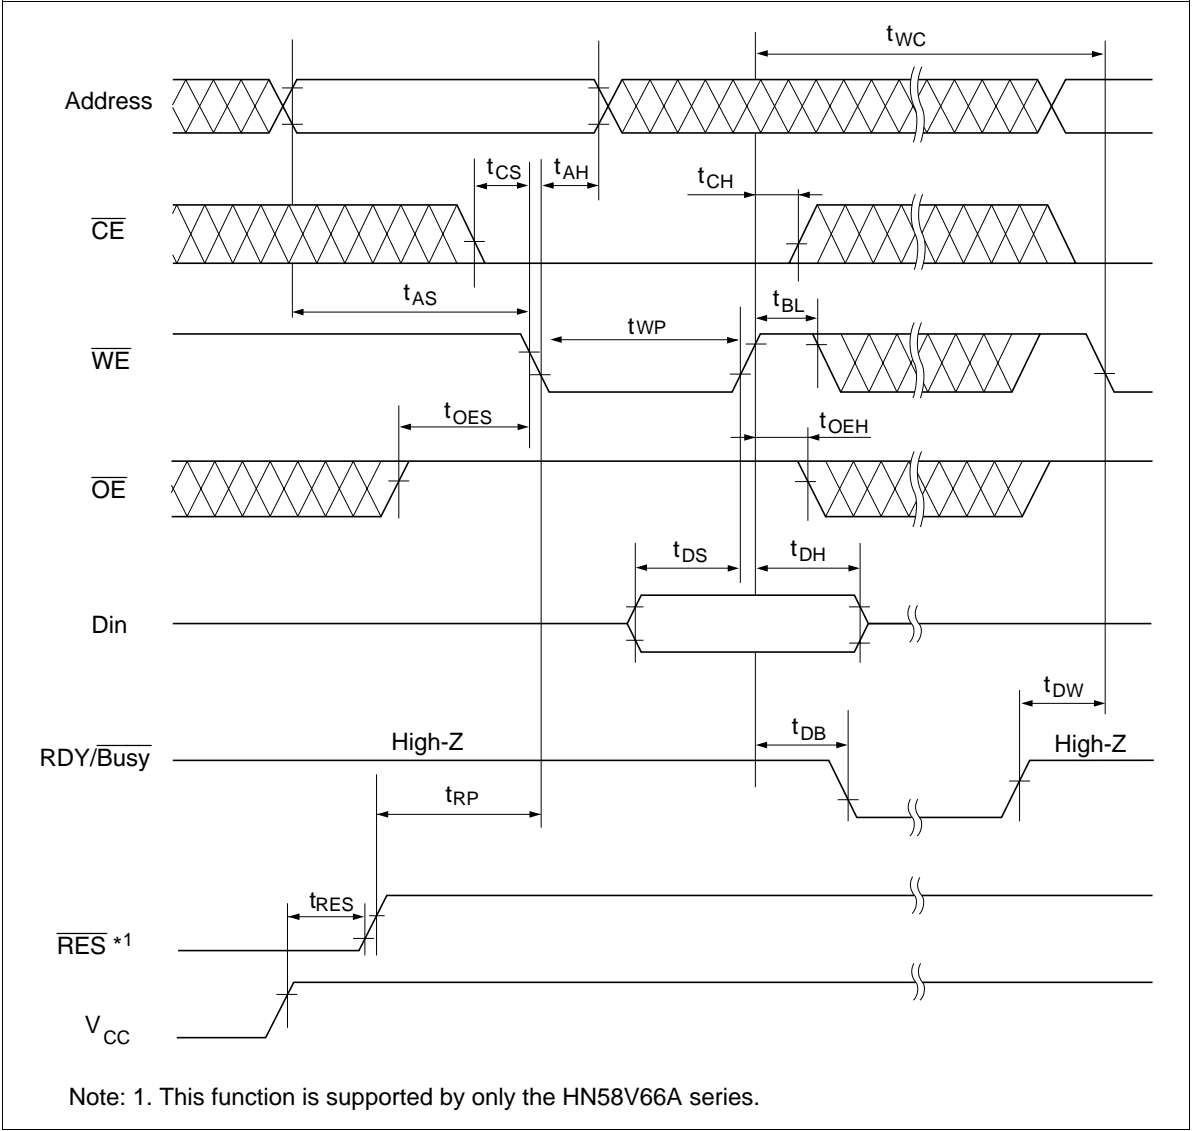 tWC
Address
tCS
tAH
tCH
CE
tAS
tBL
tWP
WE
tOES
tOEH
OE
tDS
tDH
Din
tDW
tDB
High-Z
High-Z
RDY/Busy
tRP
tRES
RES *1
VCC
Note: 1. This function is supported by only the HN58V66A series.